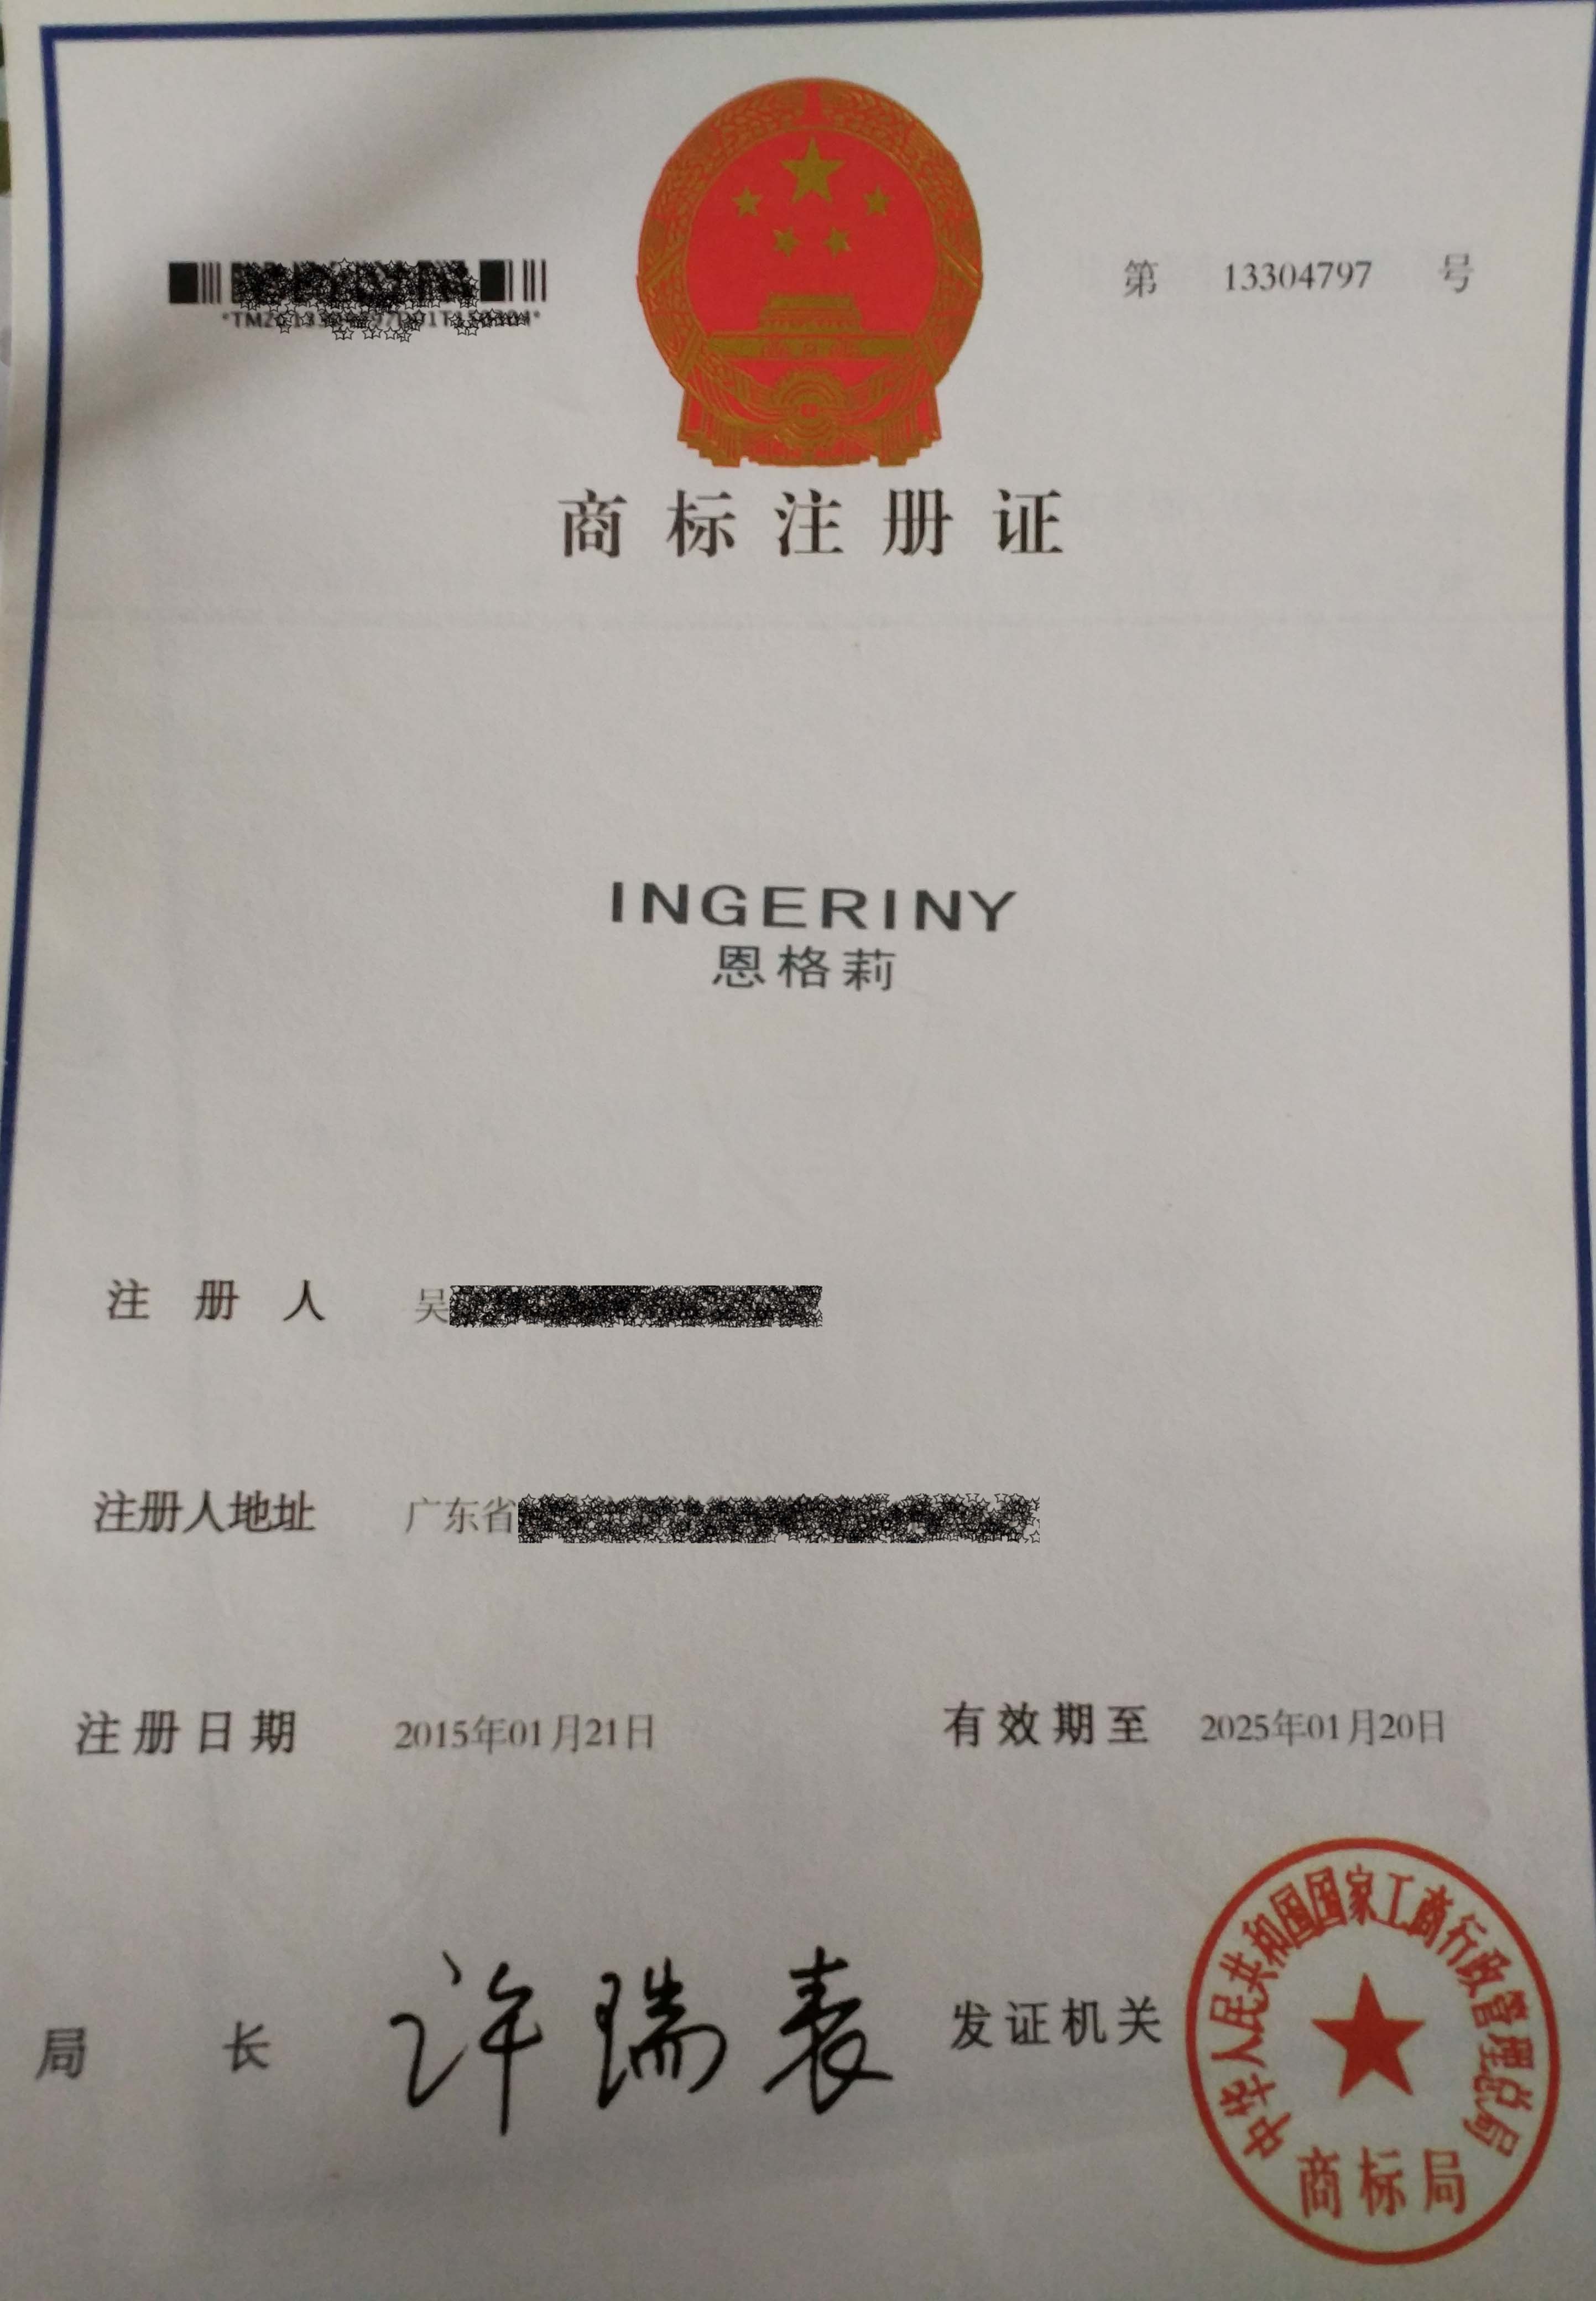 第 13304797 号
商标注册证
INGERINY
恩格莉
注册人 吴
注册人地址 广东省
注册日期 2015年01月21日 有效期至 2025年01月20日
局长 许瑞表 发证机关
中华人民共和国国家工商行政管理总局
商标局